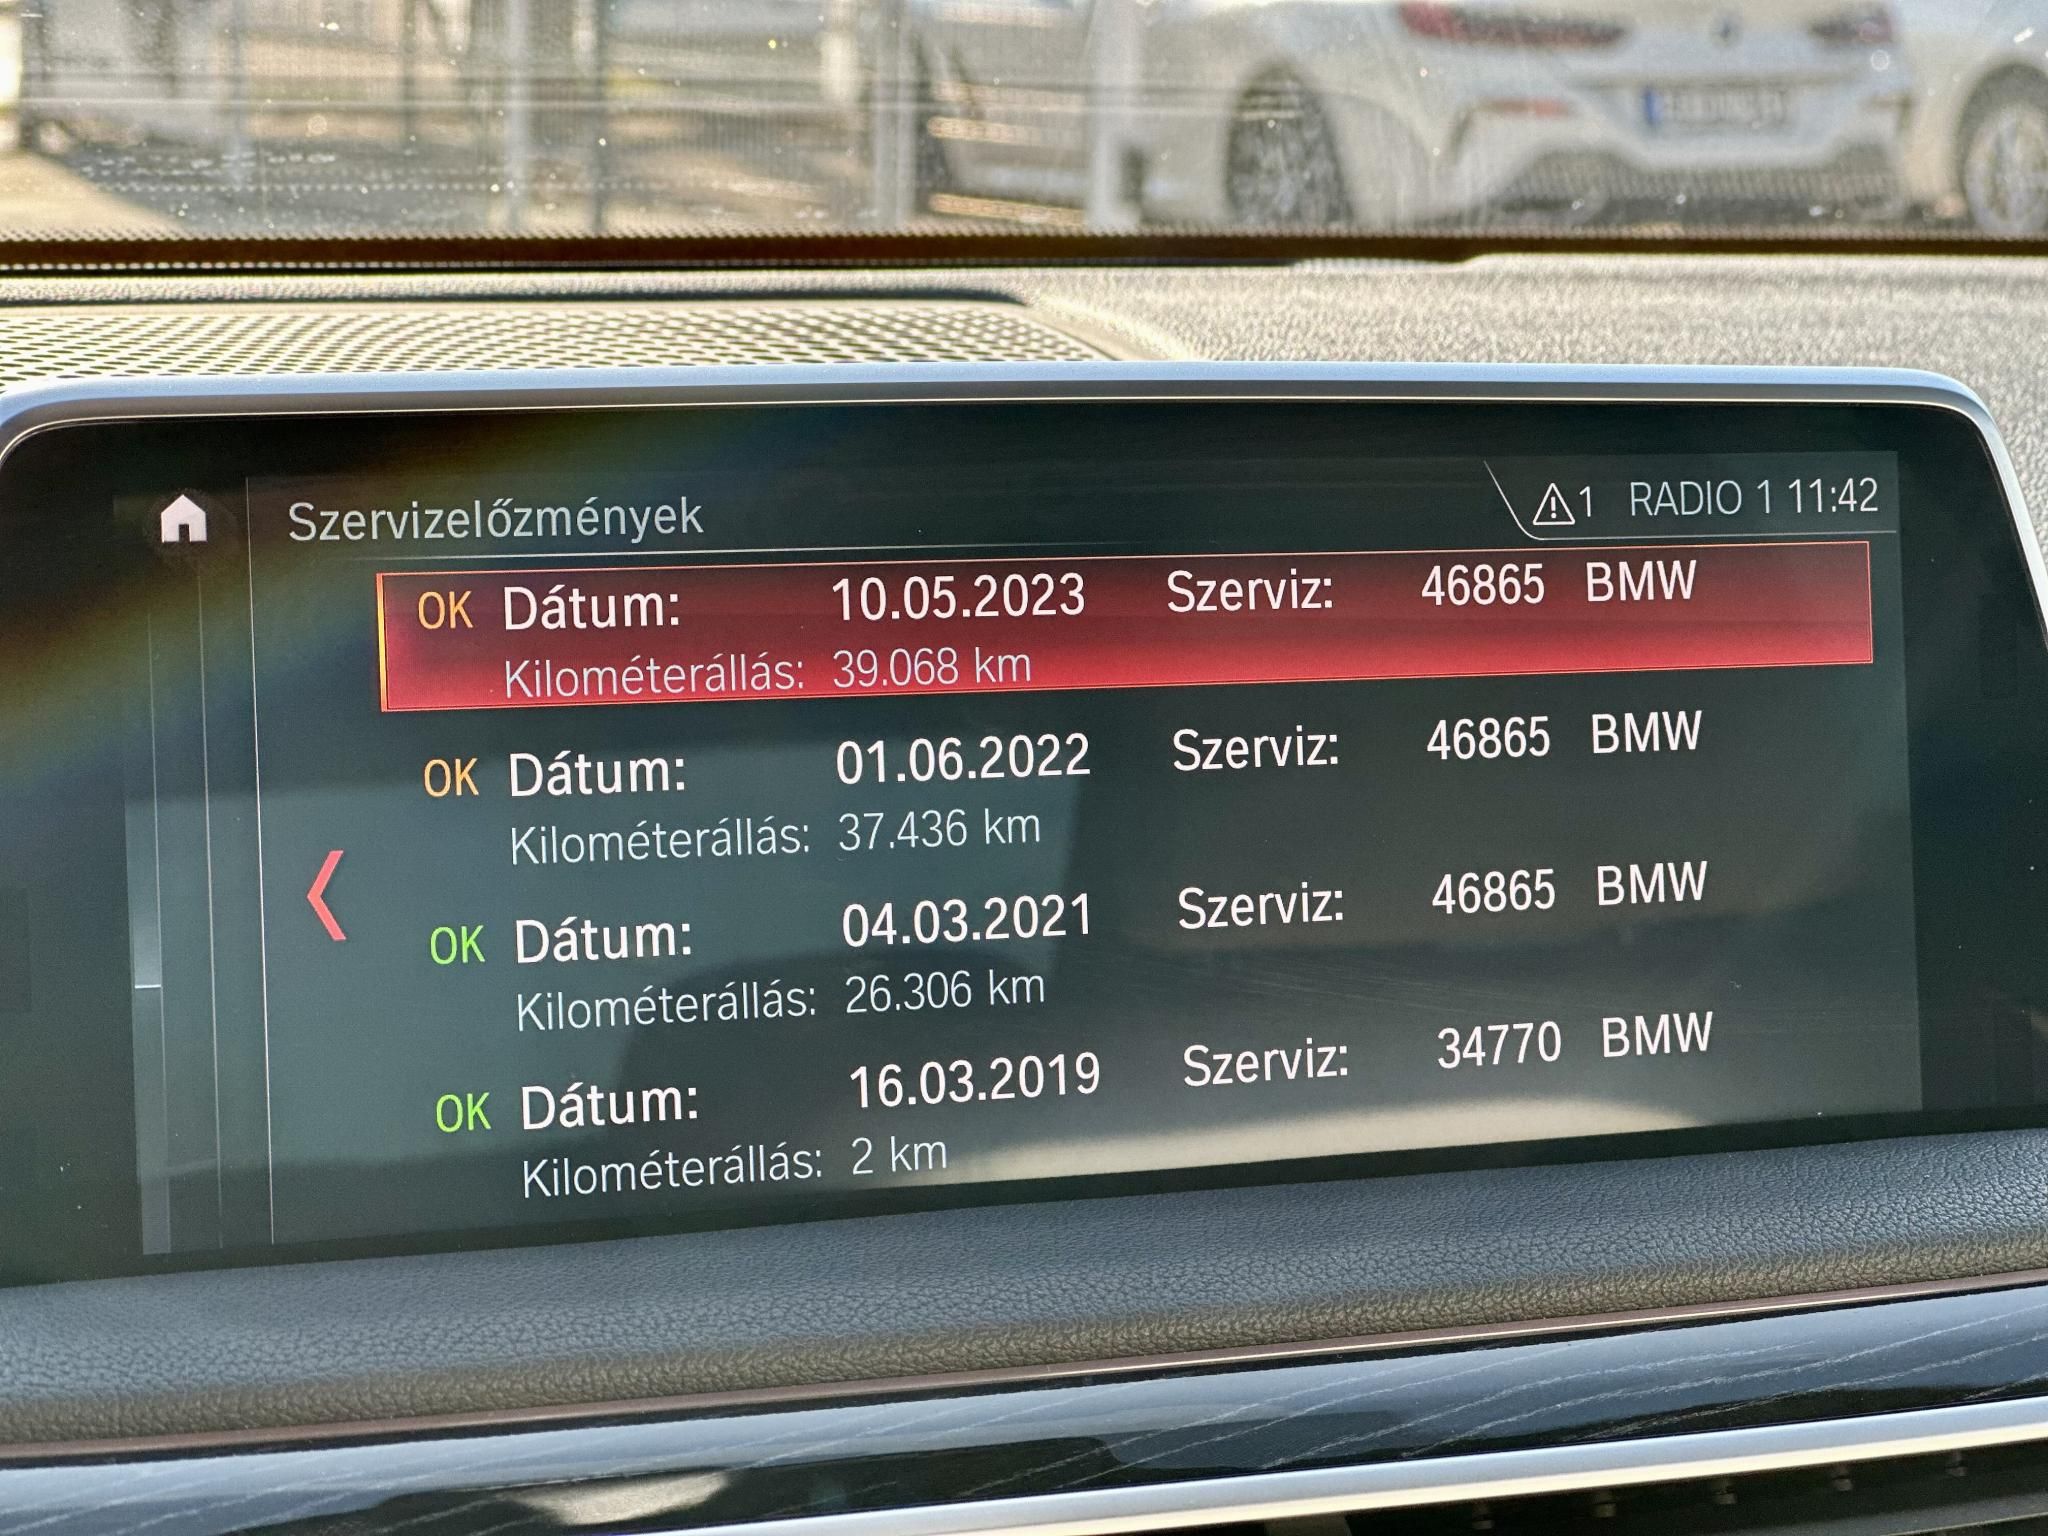 Szervizelőzmények
1 RADIO 1 11:42
OK Dátum: 10.05.2023 Szerviz: 46865 BMW
Kilométerállás: 39.068 km
OK Dátum: 01.06.2022 Szerviz: 46865 BMW
Kilométerállás: 37.436 km
OK Dátum: 04.03.2021 Szerviz: 46865 BMW
Kilométerállás: 26.306 km
OK Dátum: 16.03.2019 Szerviz: 34770 BMW
Kilométerállás: 2 km